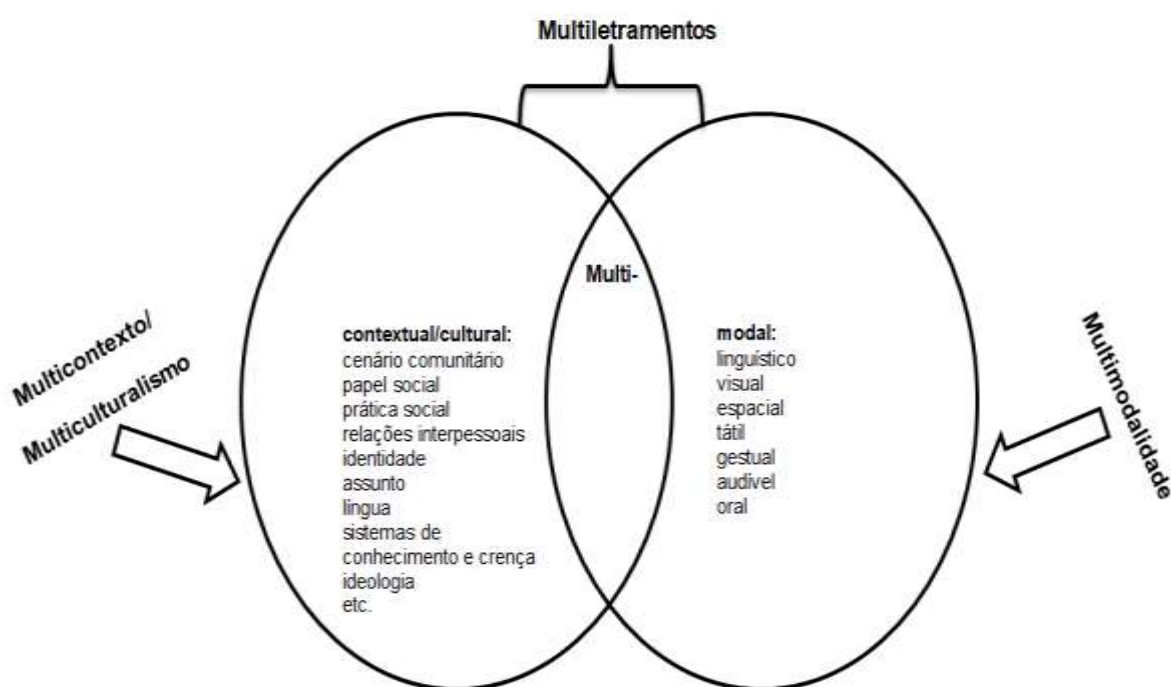 Multiletramentos
Multi-
Multicontexto/
Multiculturalismo
contextual/cultural:
cenário comunitário
papel social
prática social
relações interpessoais
identidade
assunto
língua
sistemas de
conhecimento e crença
ideologia
etc.
modal:
linguístico
visual
espacial
tátil
gestual
audível
oral
Multimodalidade